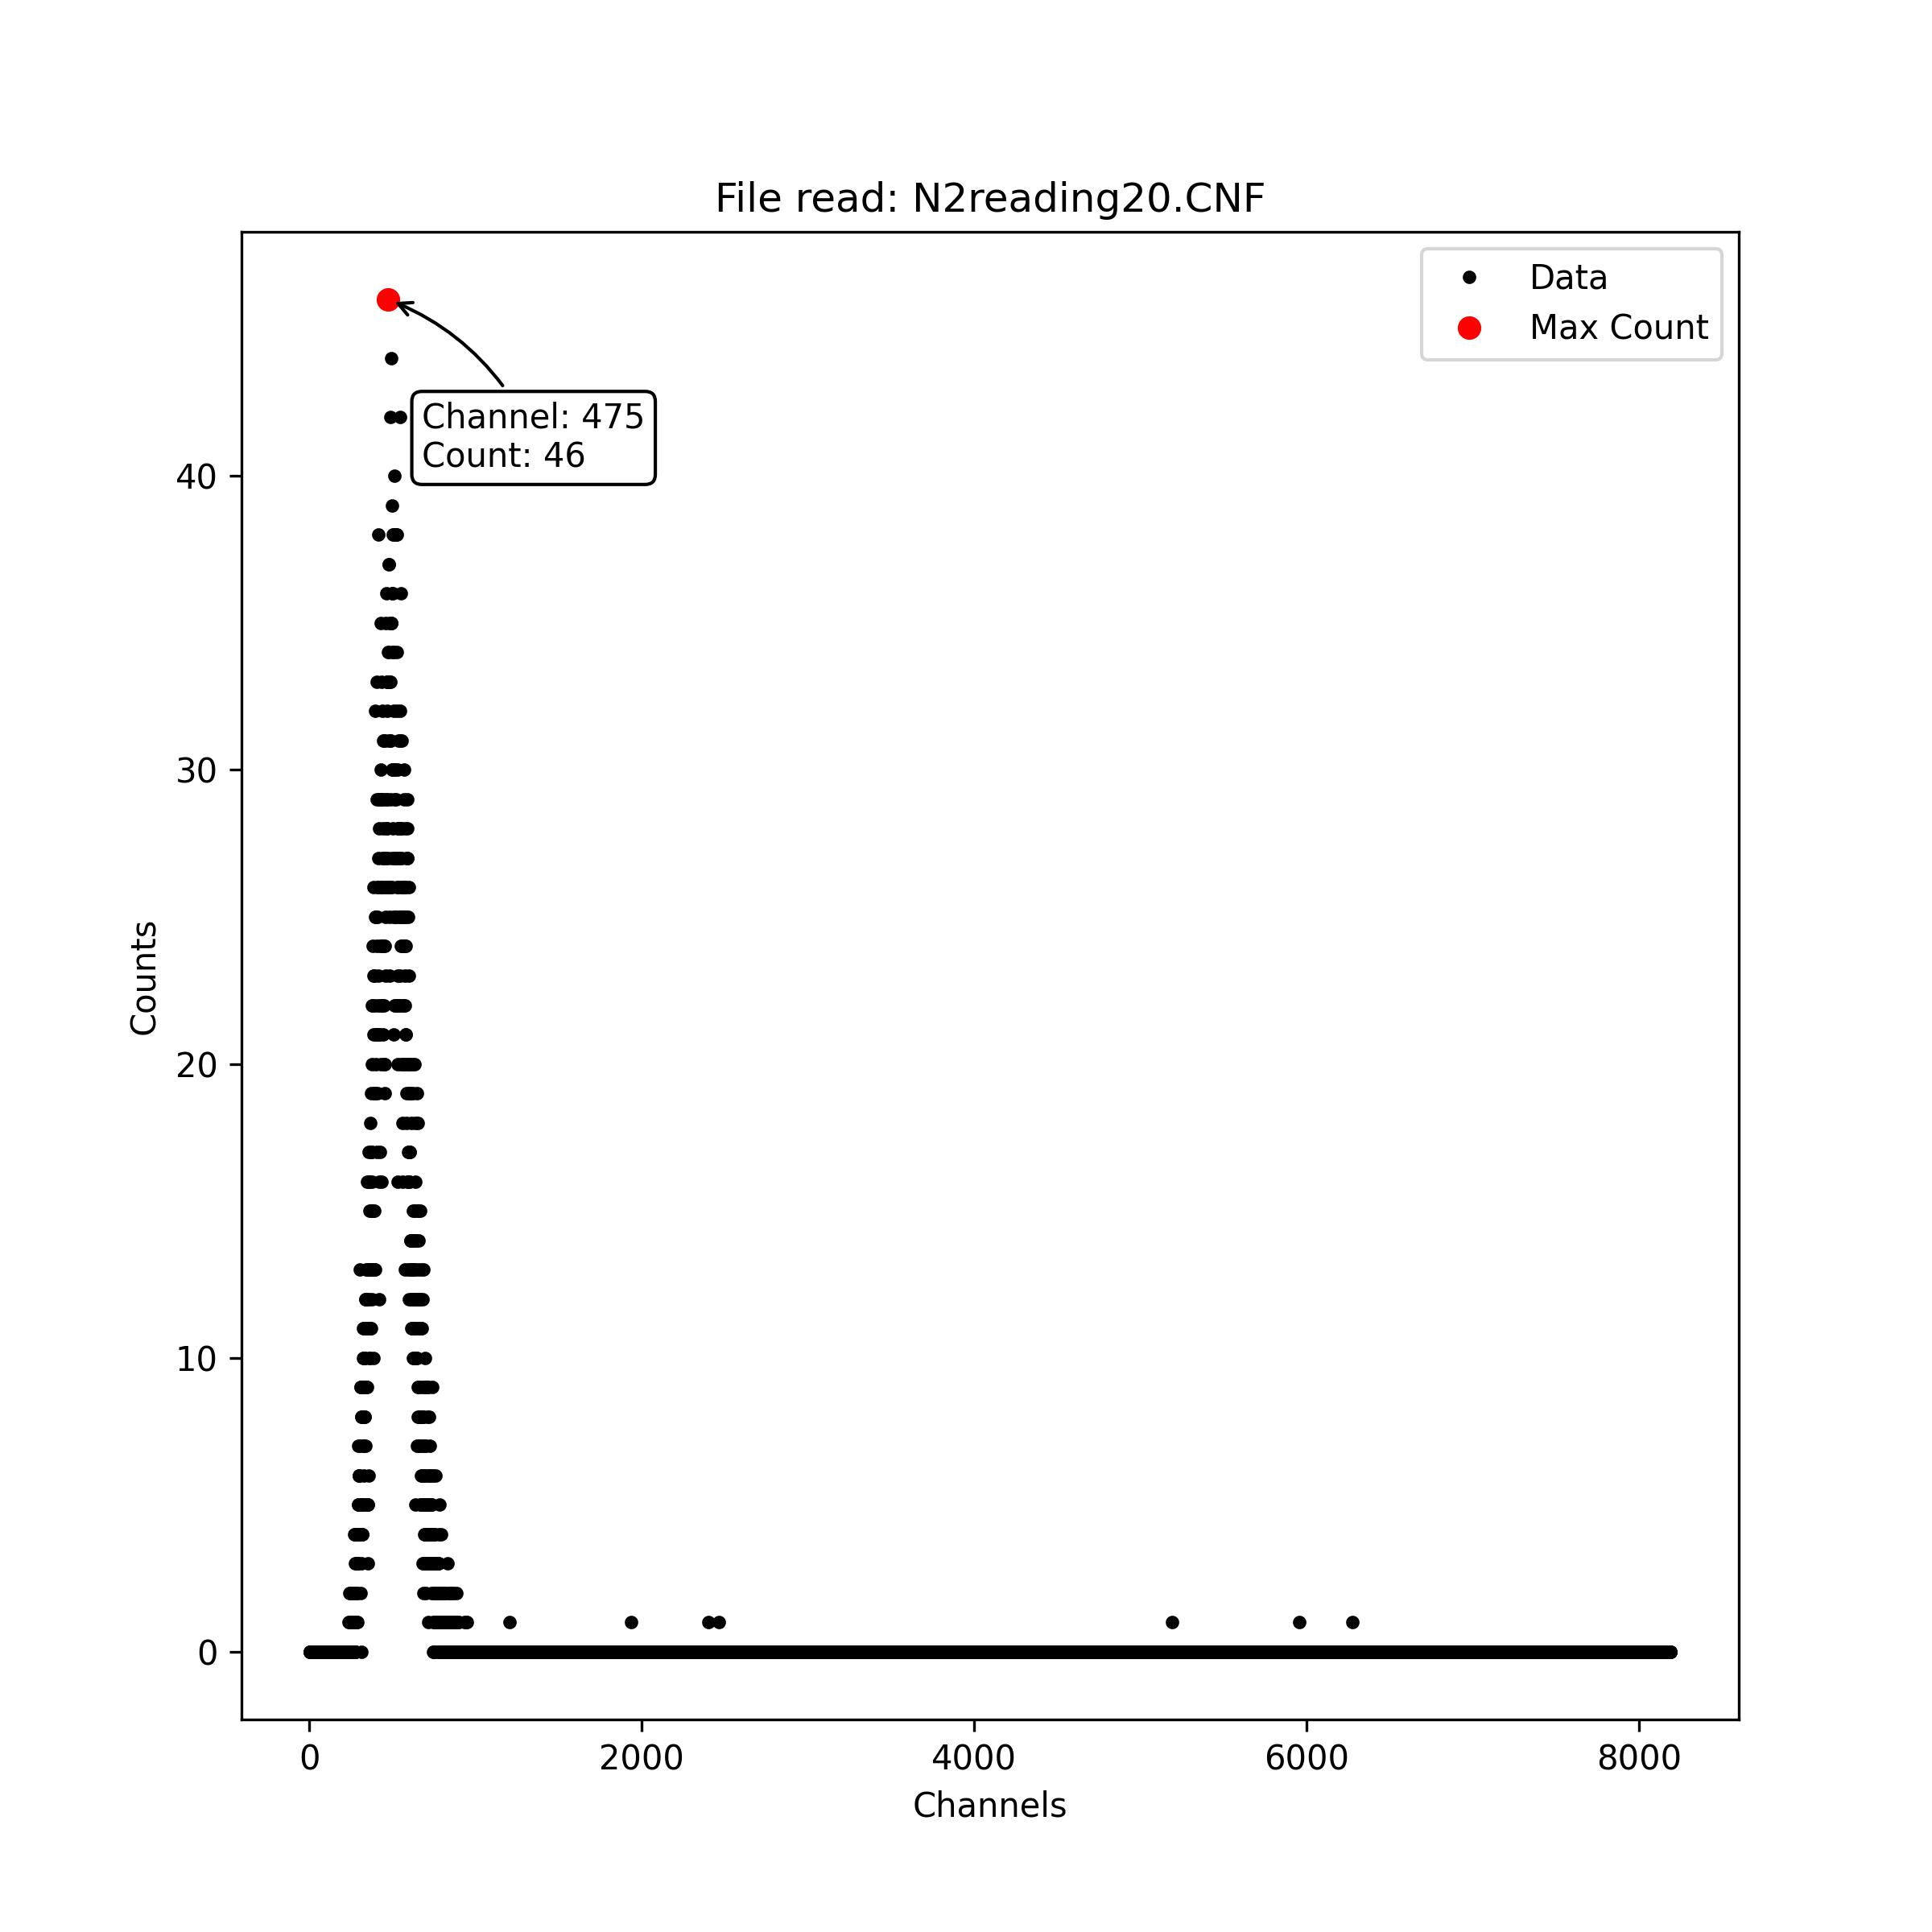 File read: N2reading20.CNF
Data
Max Count
Channel: 475
Count: 46
40
30
20
10
0
Counts
0 2000 4000 6000 8000
Channels